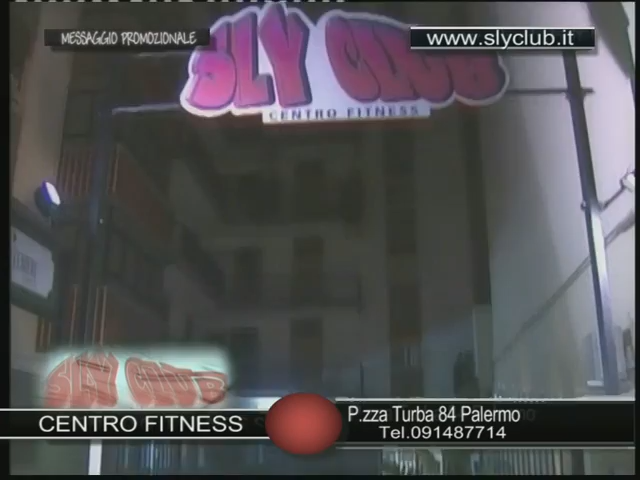 MESSAGGIO PROMOZIONALE
www.slyclub.it
SLY CLUB
CENTRO FITNESS
SLY CLUB
CENTRO FITNESS
P.zza Turba 84 Palermo
Tel.091487714